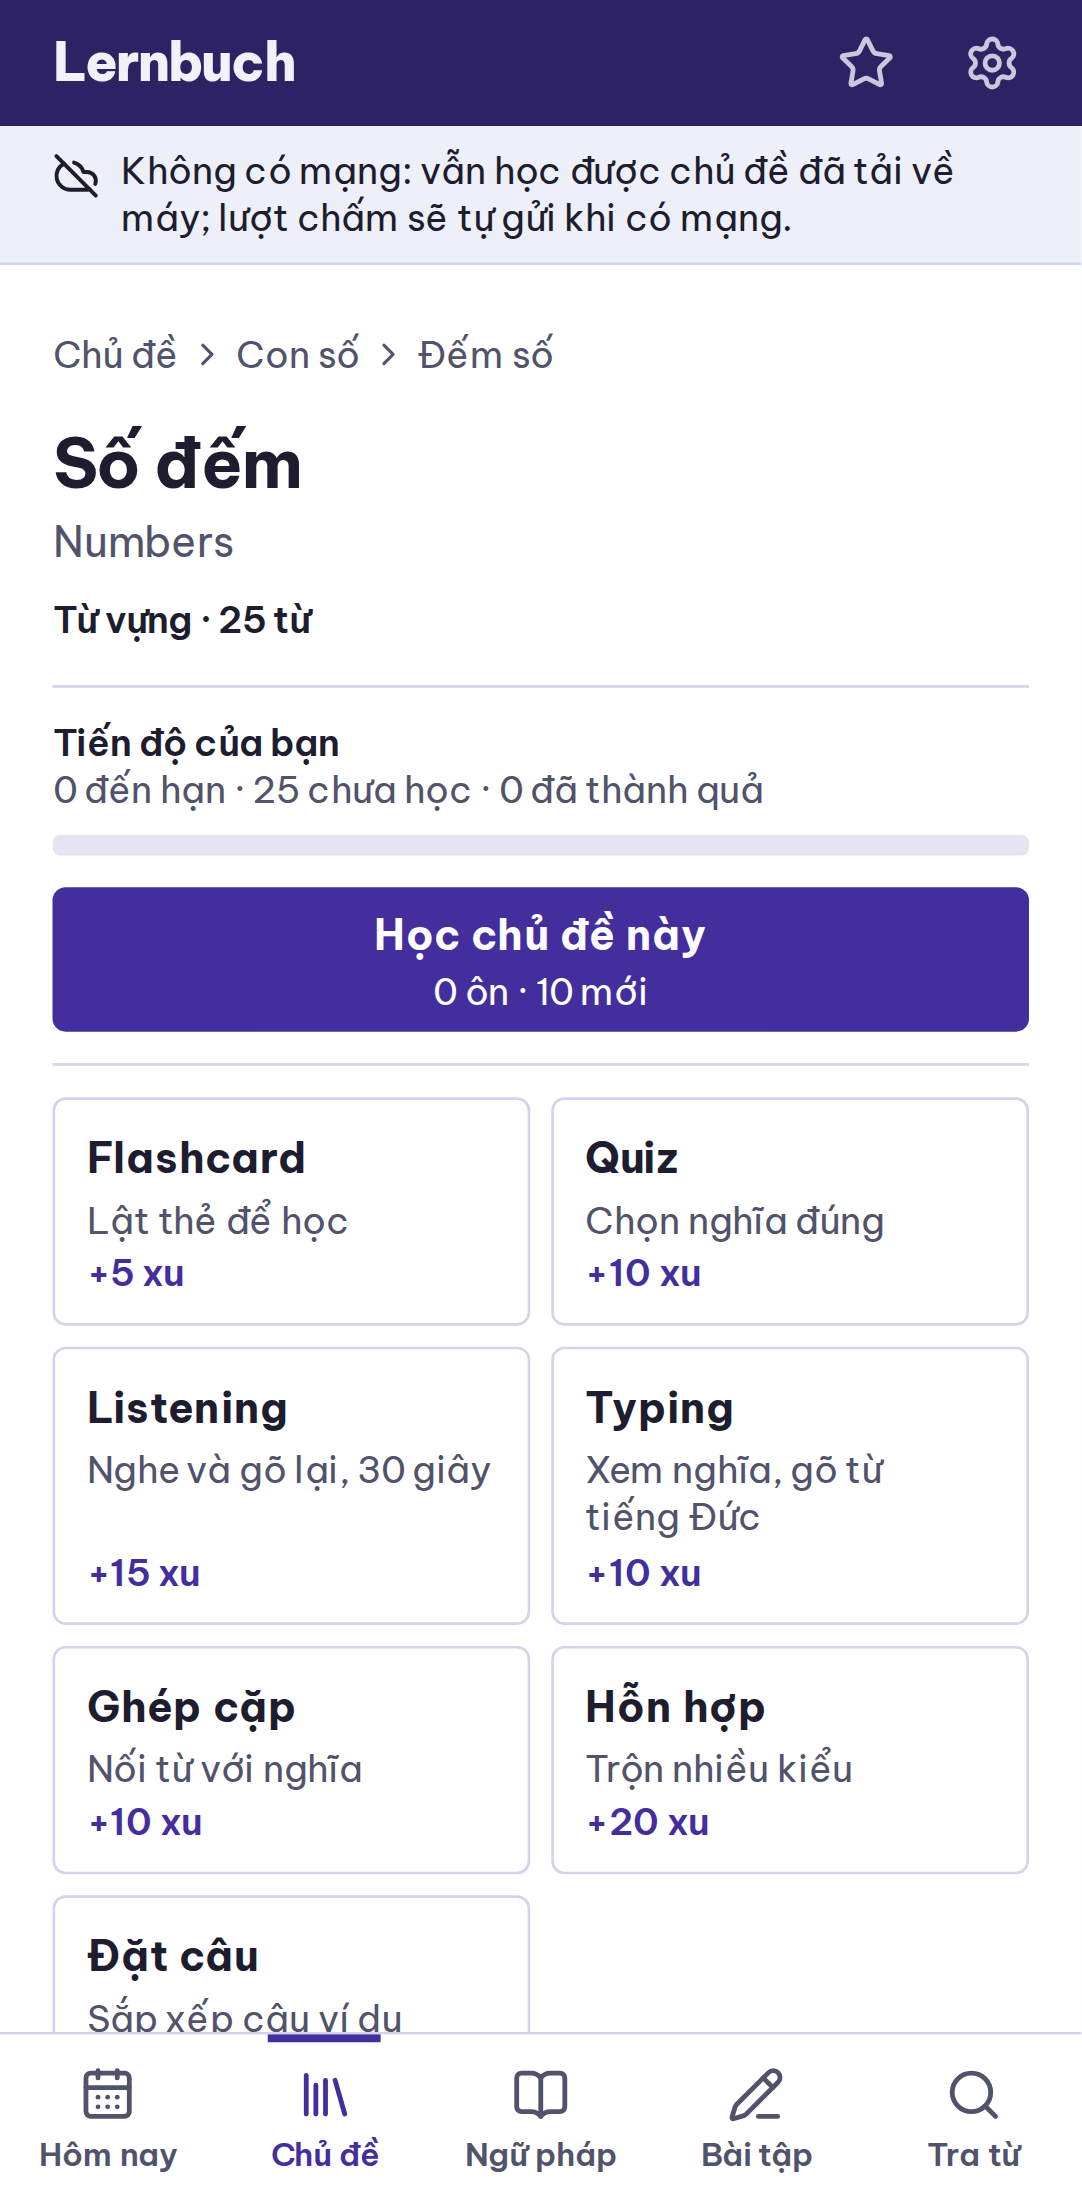 Lernbuch
Không có mạng: vẫn học được chủ đề đã tải về
máy; lượt chấm sẽ tự gửi khi có mạng.
Chủ đề > Con số > Đếm số
Số đếm
Numbers
Từ vựng · 25 từ
Tiến độ của bạn
0 đến hạn · 25 chưa học · 0 đã thành quả
Học chủ đề này
0 ôn · 10 mới
Flashcard
Lật thẻ để học
+5 xu
Quiz
Chọn nghĩa đúng
+10 xu
Listening
Nghe và gõ lại, 30 giây
+15 xu
Typing
Xem nghĩa, gõ từ
tiếng Đức
+10 xu
Ghép cặp
Nối từ với nghĩa
+10 xu
Hỗn hợp
Trộn nhiều kiểu
+20 xu
Đặt câu
Sắp xếp câu ví dụ
Hôm nay
Chủ đề
Ngữ pháp
Bài tập
Tra từ